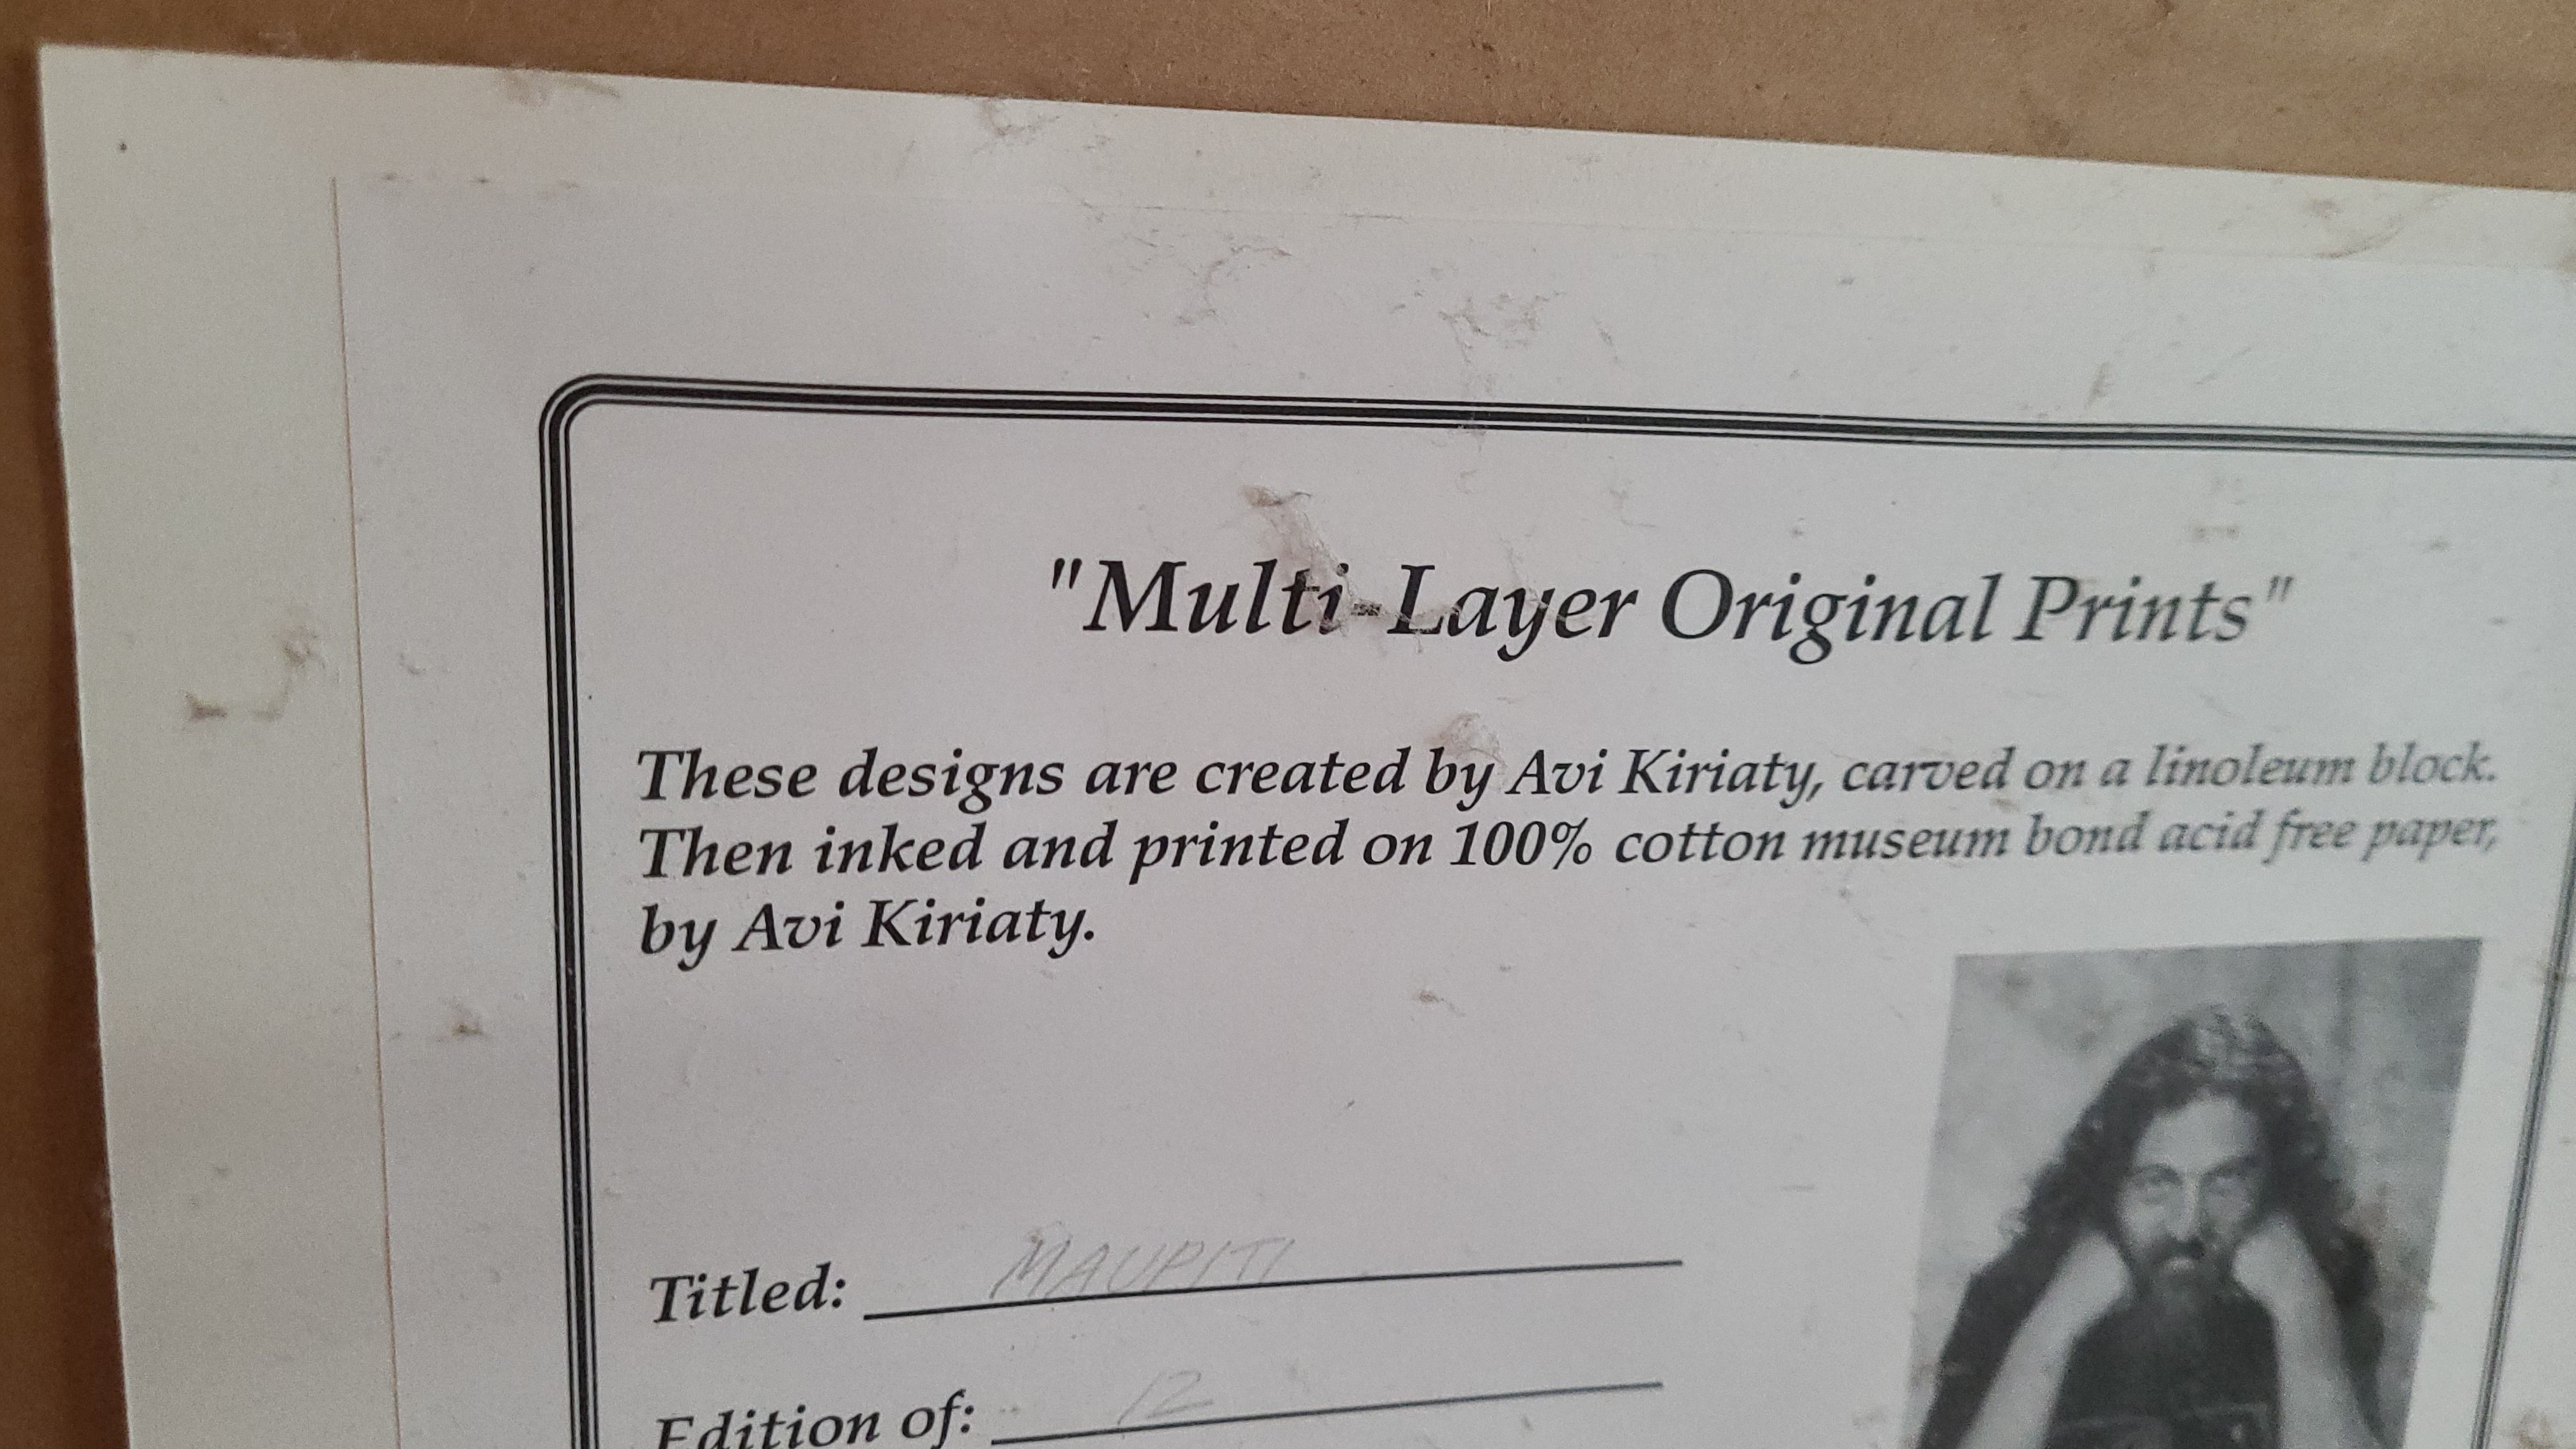 "Multi-Layer Original Prints"
These designs are created by Avi Kiriaty, carved on a linoleum block.
Then inked and printed on 100% cotton museum bond acid free paper,
by Avi Kiriaty.
Titled: MAUPITI
Edition of: 12